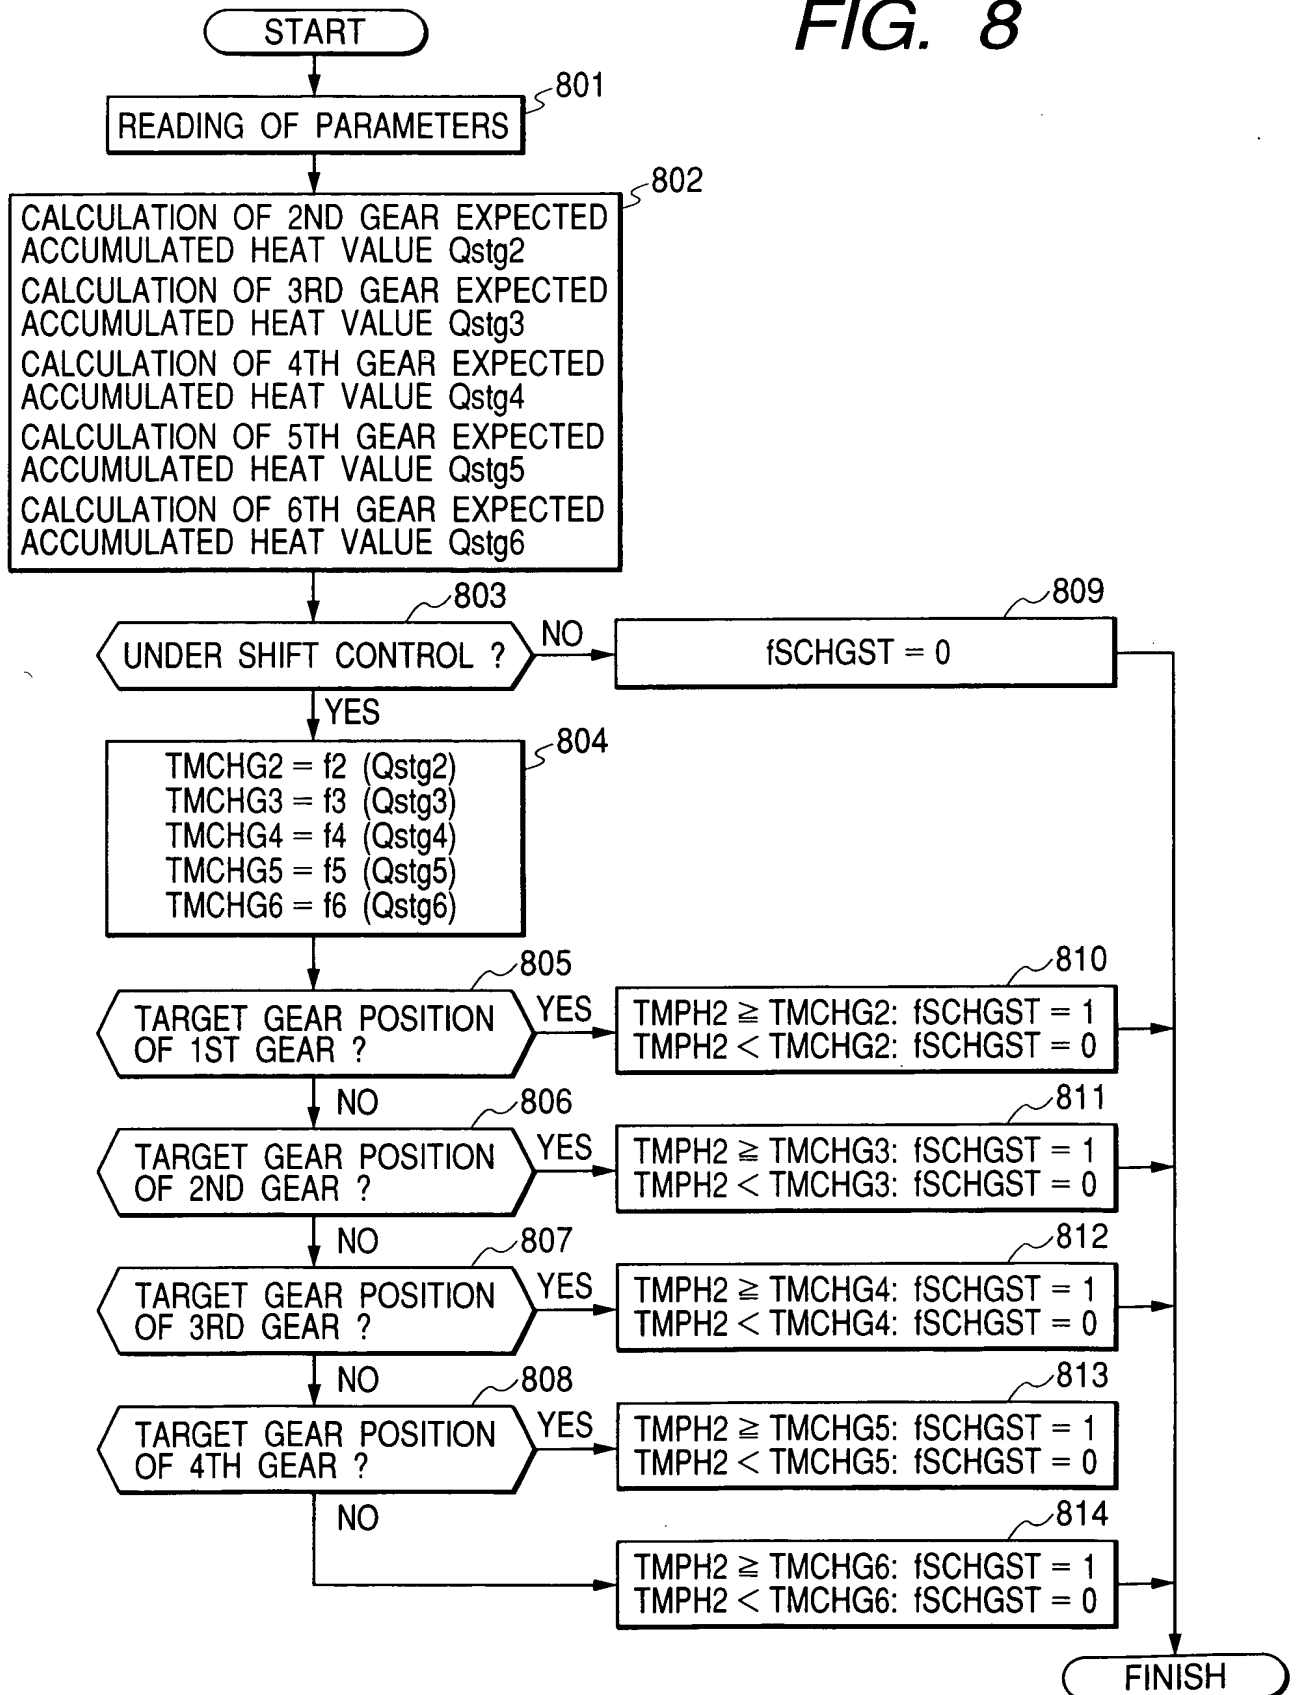 FIG. 8
START
801
READING OF PARAMETERS
802
CALCULATION OF 2ND GEAR EXPECTED
ACCUMULATED HEAT VALUE Qstg2
CALCULATION OF 3RD GEAR EXPECTED
ACCUMULATED HEAT VALUE Qstg3
CALCULATION OF 4TH GEAR EXPECTED
ACCUMULATED HEAT VALUE Qstg4
CALCULATION OF 5TH GEAR EXPECTED
ACCUMULATED HEAT VALUE Qstg5
CALCULATION OF 6TH GEAR EXPECTED
ACCUMULATED HEAT VALUE Qstg6
803
UNDER SHIFT CONTROL ?
NO
809
fSCHGST = 0
YES
804
TMCHG2 = f2 (Qstg2)
TMCHG3 = f3 (Qstg3)
TMCHG4 = f4 (Qstg4)
TMCHG5 = f5 (Qstg5)
TMCHG6 = f6 (Qstg6)
805
TARGET GEAR POSITION
OF 1ST GEAR ?
YES
810
TMPH2 ≧ TMCHG2: fSCHGST = 1
TMPH2 < TMCHG2: fSCHGST = 0
NO
806
TARGET GEAR POSITION
OF 2ND GEAR ?
YES
811
TMPH2 ≧ TMCHG3: fSCHGST = 1
TMPH2 < TMCHG3: fSCHGST = 0
NO
807
TARGET GEAR POSITION
OF 3RD GEAR ?
YES
812
TMPH2 ≧ TMCHG4: fSCHGST = 1
TMPH2 < TMCHG4: fSCHGST = 0
NO
808
TARGET GEAR POSITION
OF 4TH GEAR ?
YES
813
TMPH2 ≧ TMCHG5: fSCHGST = 1
TMPH2 < TMCHG5: fSCHGST = 0
NO
814
TMPH2 ≧ TMCHG6: fSCHGST = 1
TMPH2 < TMCHG6: fSCHGST = 0
FINISH